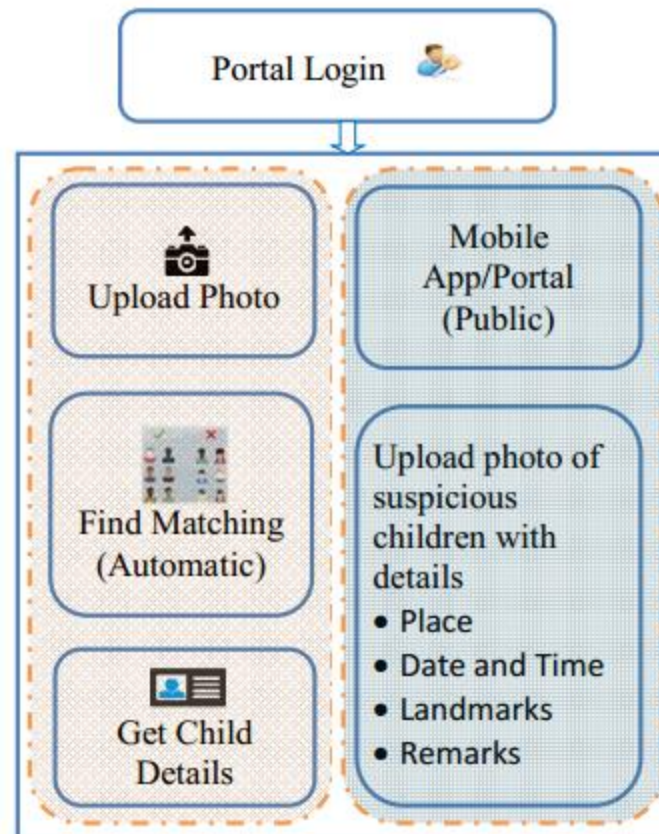 Portal Login
Upload Photo
Find Matching
(Automatic)
Get Child
Details
Mobile
App/Portal
(Public)
Upload photo of
suspicious
children with
details
• Place
• Date and Time
• Landmarks
• Remarks